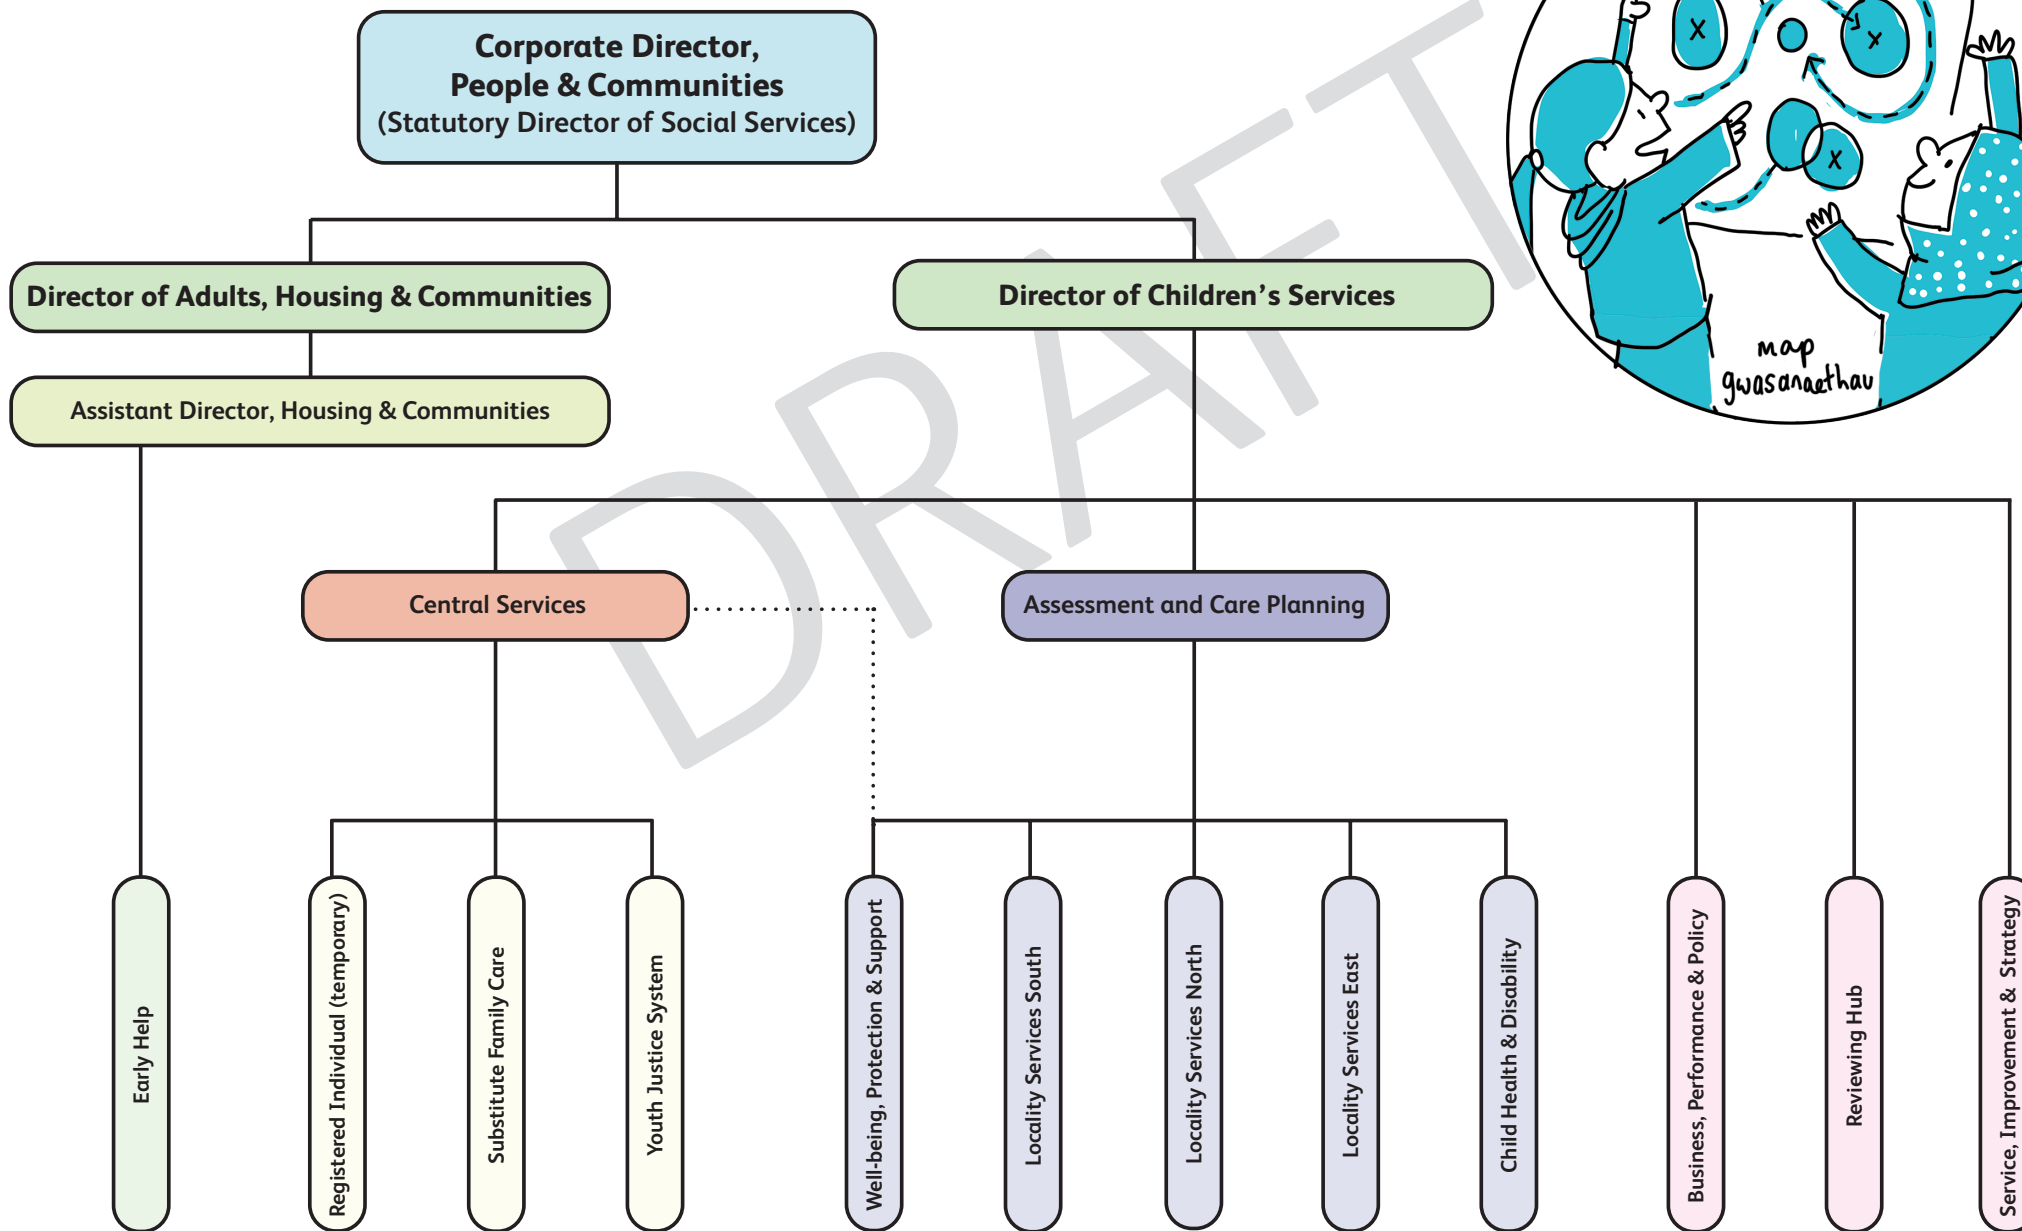 Corporate Director,
People & Communities
(Statutory Director of Social Services)
Director of Adults, Housing & Communities
Director of Children’s Services
Assistant Director, Housing & Communities
map
gwasanaethau
Central Services
Assessment and Care Planning
Early Help
Registered Individual (temporary)
Substitute Family Care
Youth Justice System
Well-being, Protection & Support
Locality Services South
Locality Services North
Locality Services East
Child Health & Disability
Business, Performance & Policy
Reviewing Hub
Service, Improvement & Strategy
DRAFT
x
x
x